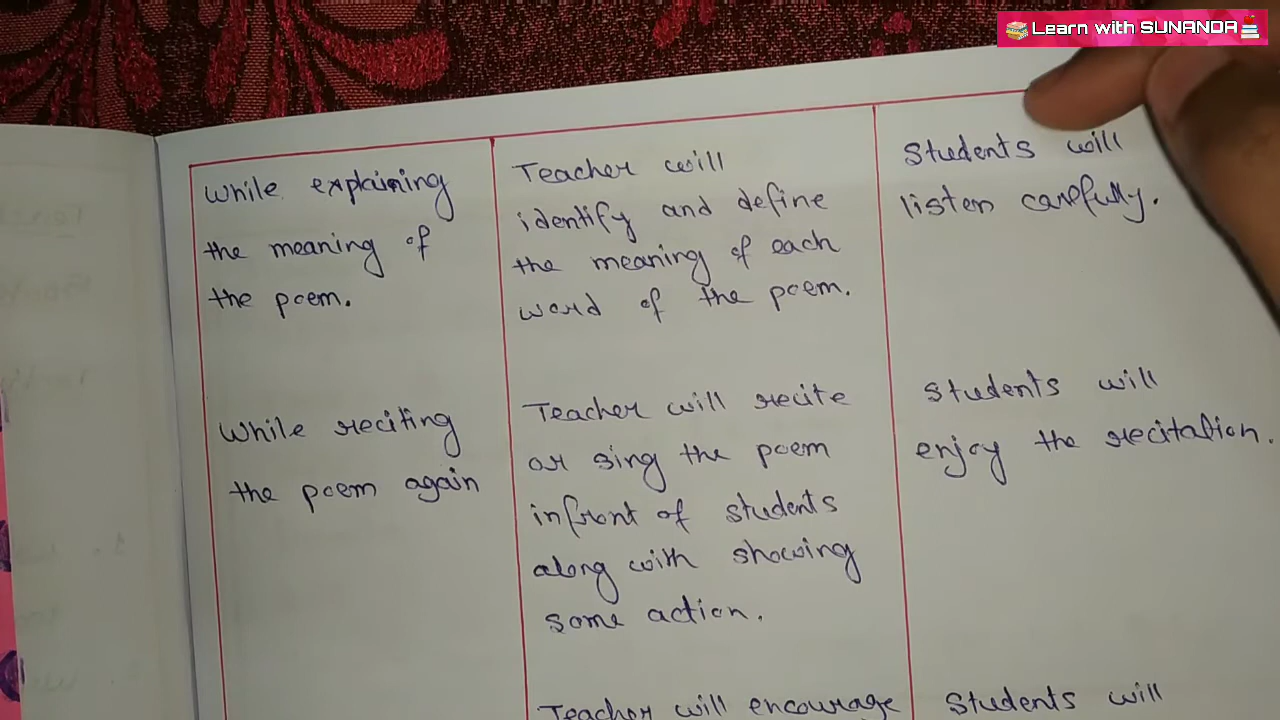 Learn with SUNANDA
While explaining
the meaning of
the poem.
Teacher will
identify and define
the meaning of each
word of the poem.
Students will
listen carefully.
While reciting
the poem again
Teacher will recite
or sing the poem
infront of students
along with showing
some action.
Students will
enjoy the recitation.
Teacher will encourage
Students will